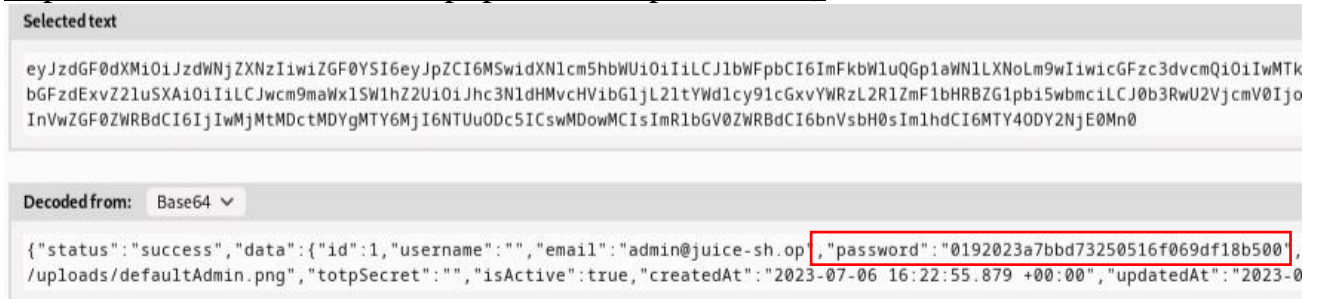 Selected text
eyJzdGF0dXMiOiJzdWNjZXNzIiwiZGF0YSI6eyJpZCI6MSwidXNlcm5hbWUiOiIiLCJlbWFpbCI6ImFkbWluQGp1aWNlLXNoLm9wIiwicGFzc3dvcmQiOiIwMTk
bGFzdExvZ2luSXAiOiIiLCJwcm9maWxlSW1hZ2UiOiJhc3NldHMvcHVibGljL2ltYWdlcy91cGxvYWRzL2RlZmF1bHRBZG1pbi5wbmciLCJ0b3RwU2VjcmV0Ijo
InVwZGF0ZWRBdCI6IjIwMjMtMDctMDYgMTY6MjI6NTUuODc5ICswMDowMCIsImRlbGV0ZWRBdCI6bnVsbH0sImlhdCI6MTY4ODY2NjE0Mn0
Decoded from: Base64
{"status":"success","data":{"id":1,"username":"","email":"admin@juice-sh.op","password":"0192023a7bbd73250516f069df18b500",
/uploads/defaultAdmin.png","totpSecret":"","isActive":true,"createdAt":"2023-07-06 16:22:55.879 +00:00","updatedAt":"2023-0